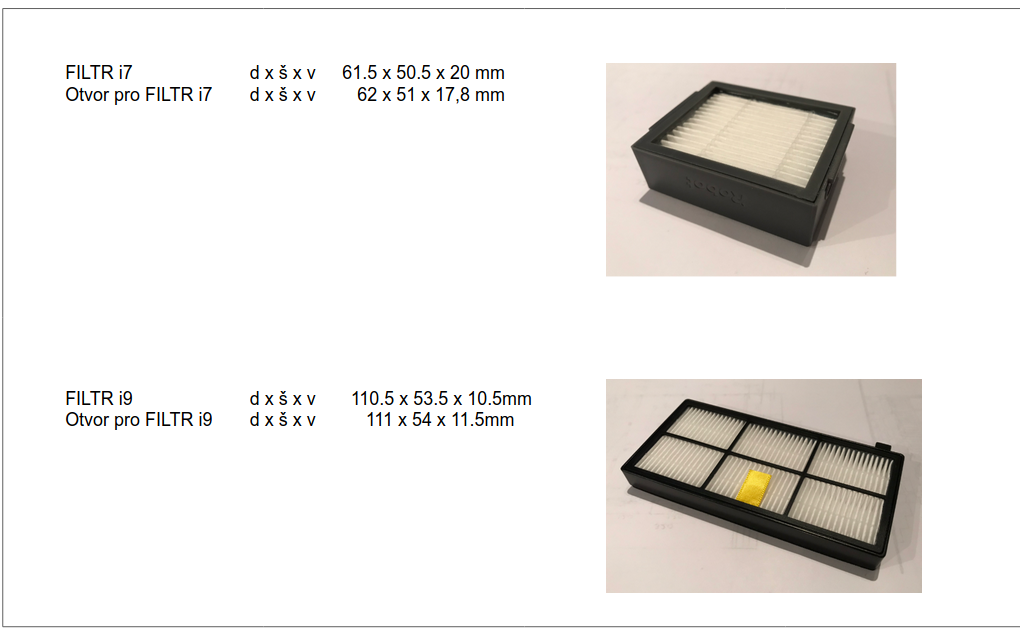 FILTR i7 d x š x v 61.5 x 50.5 x 20 mm
Otvor pro FILTR i7 d x š x v 62 x 51 x 17,8 mm
iRobot
FILTR i9 d x š x v 110.5 x 53.5 x 10.5mm
Otvor pro FILTR i9 d x š x v 111 x 54 x 11.5mm